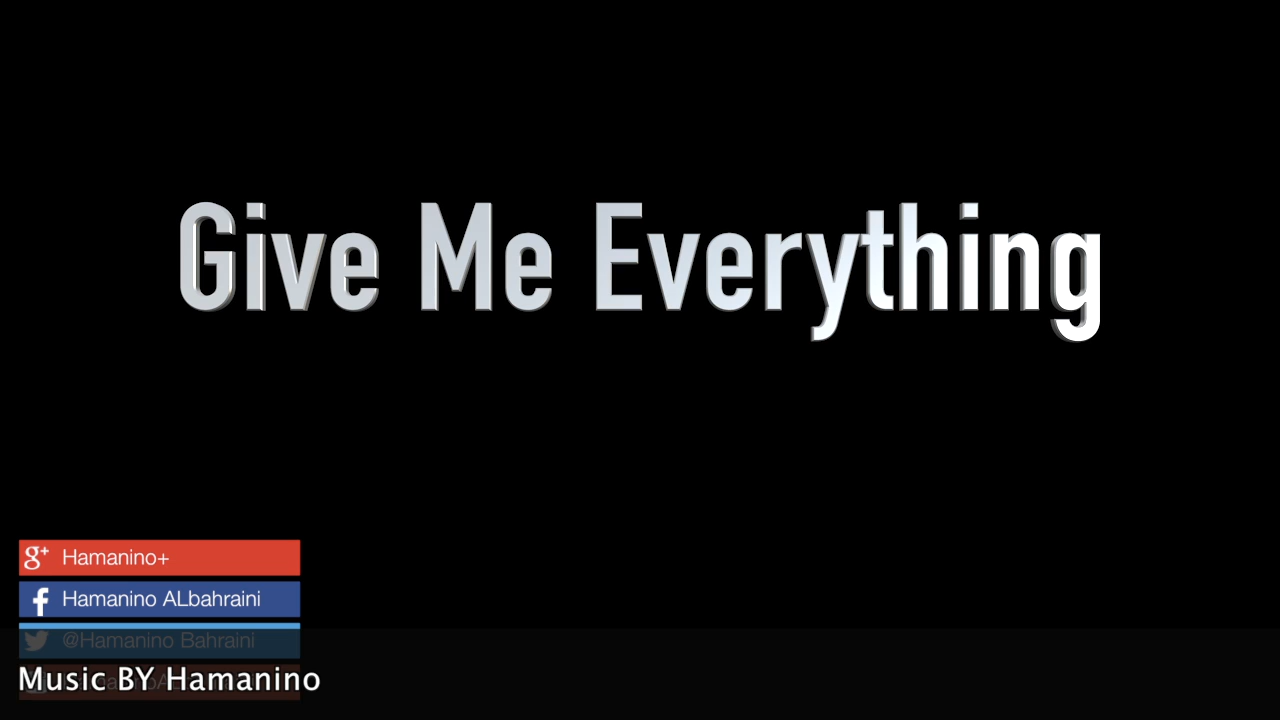 Give Me Everything
Hamanino+
Hamanino ALbahraini
@Hamanino Bahraini
Music BY Hamanino